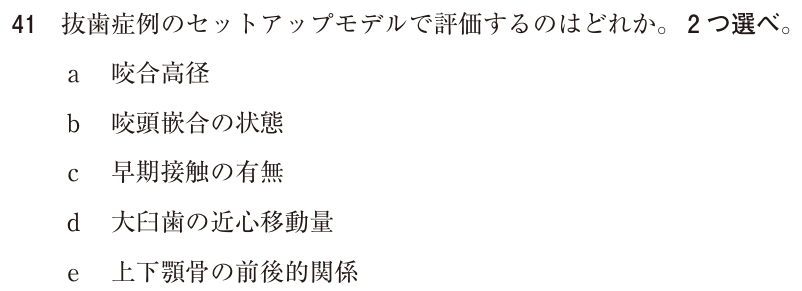 41 抜歯症例のセットアップモデルで評価するのはどれか。2つ選べ。
a 咬合高径
b 咬頭嵌合の状態
c 早期接触の有無
d 大臼歯の近心移動量
e 上下顎骨の前後的関係